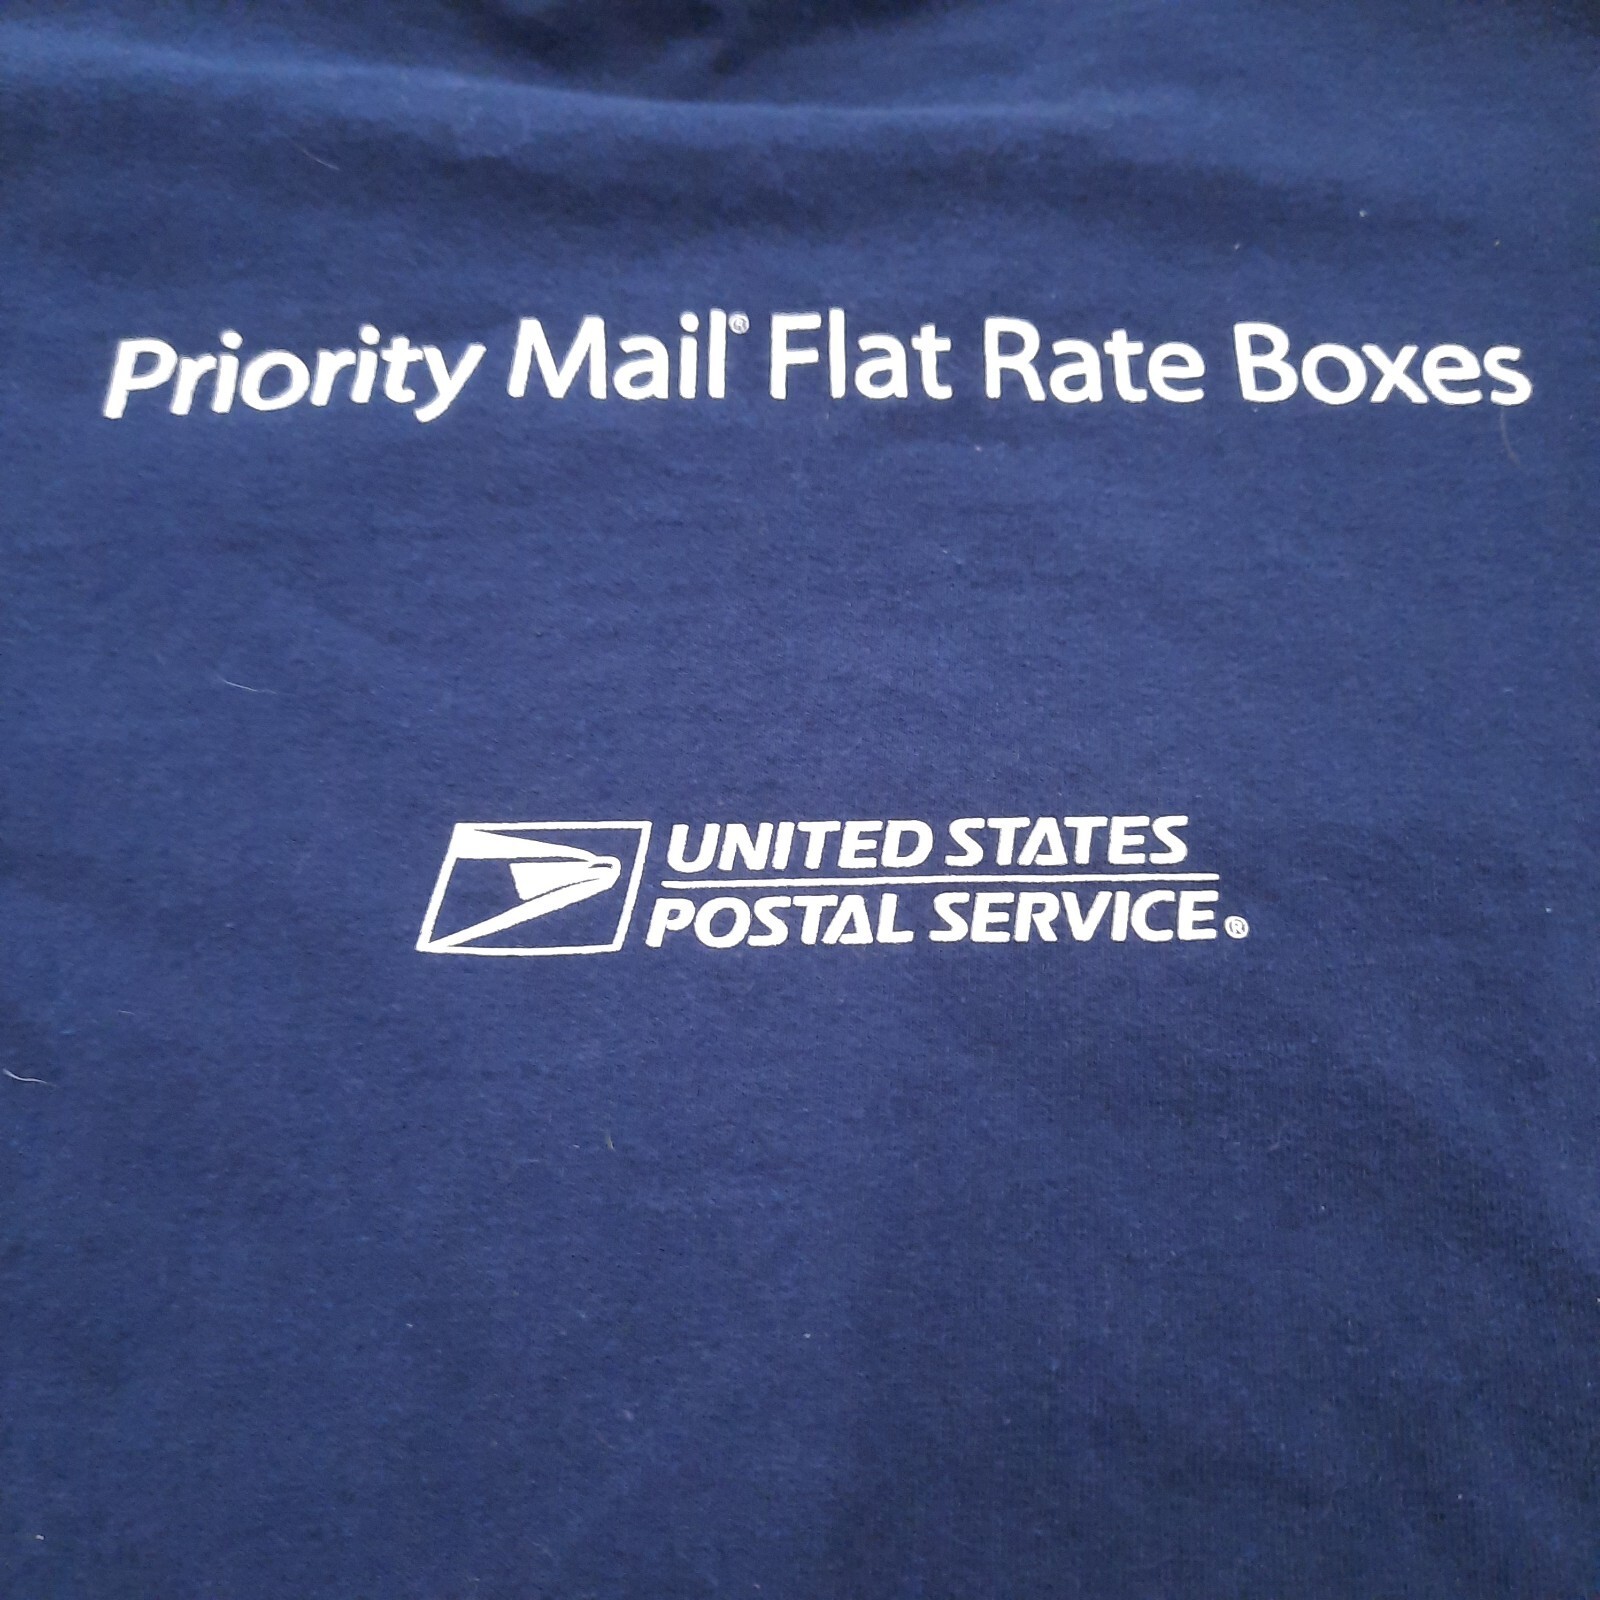 Priority Mail® Flat Rate Boxes
UNITED STATES
POSTAL SERVICE®